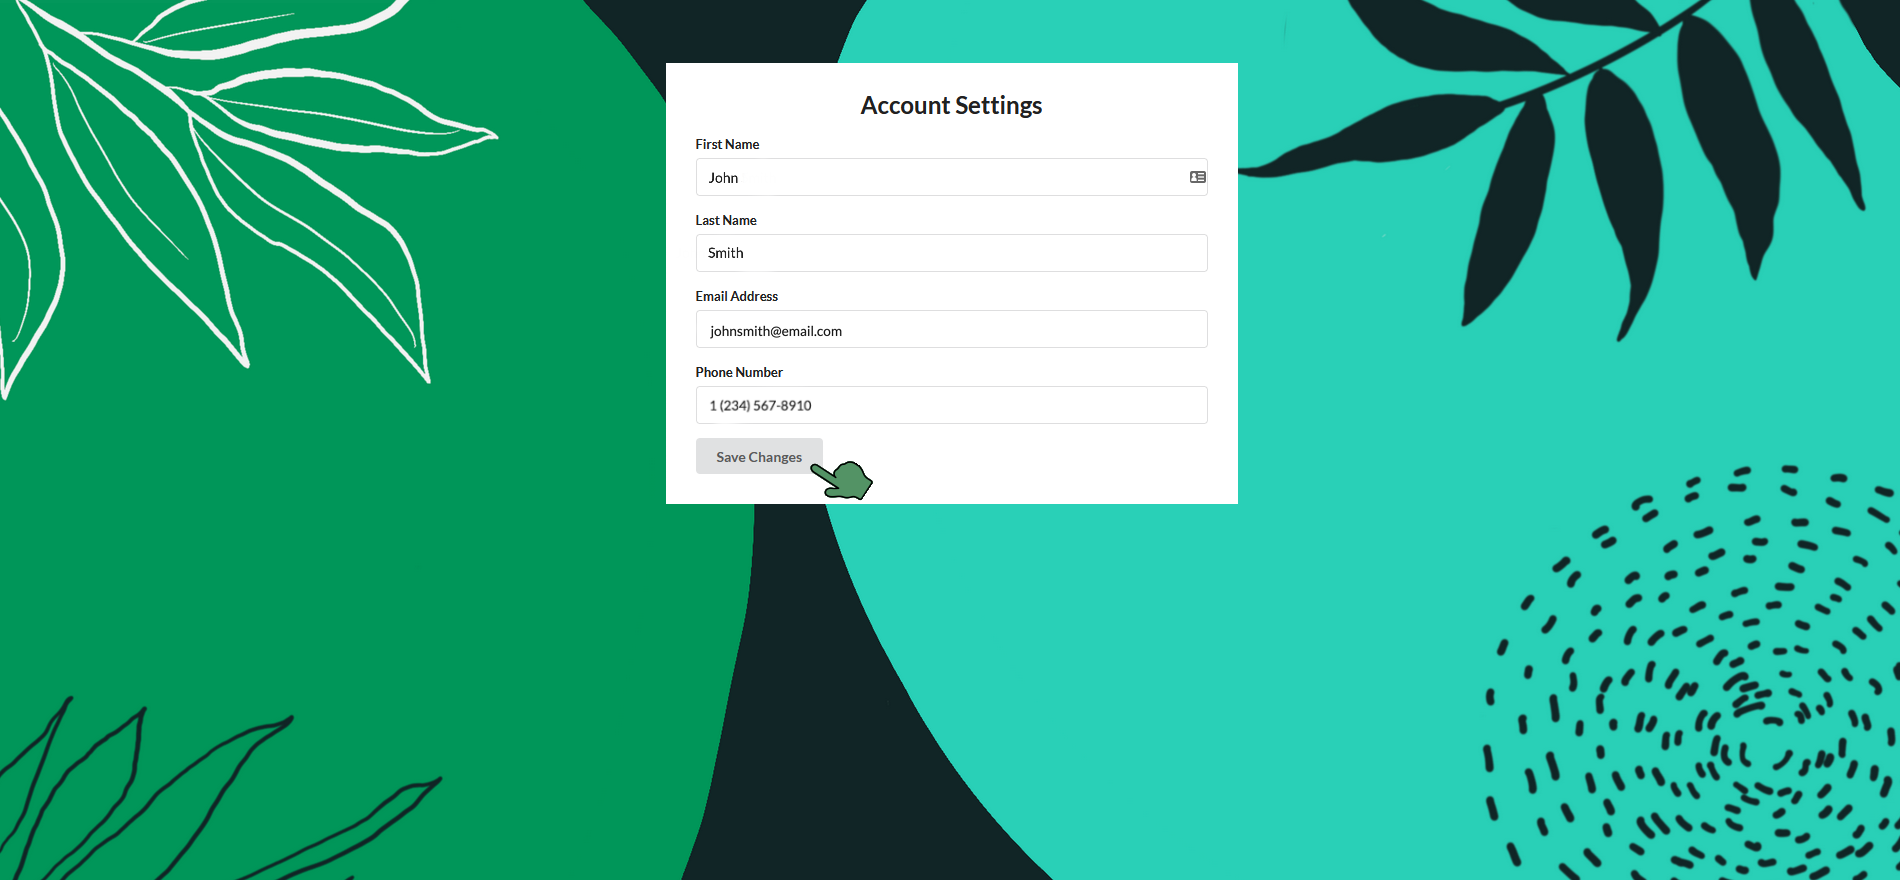 Account Settings
First Name
John
Last Name
Smith
Email Address
johnsmith@email.com
Phone Number
1 (234) 567-8910
Save Changes